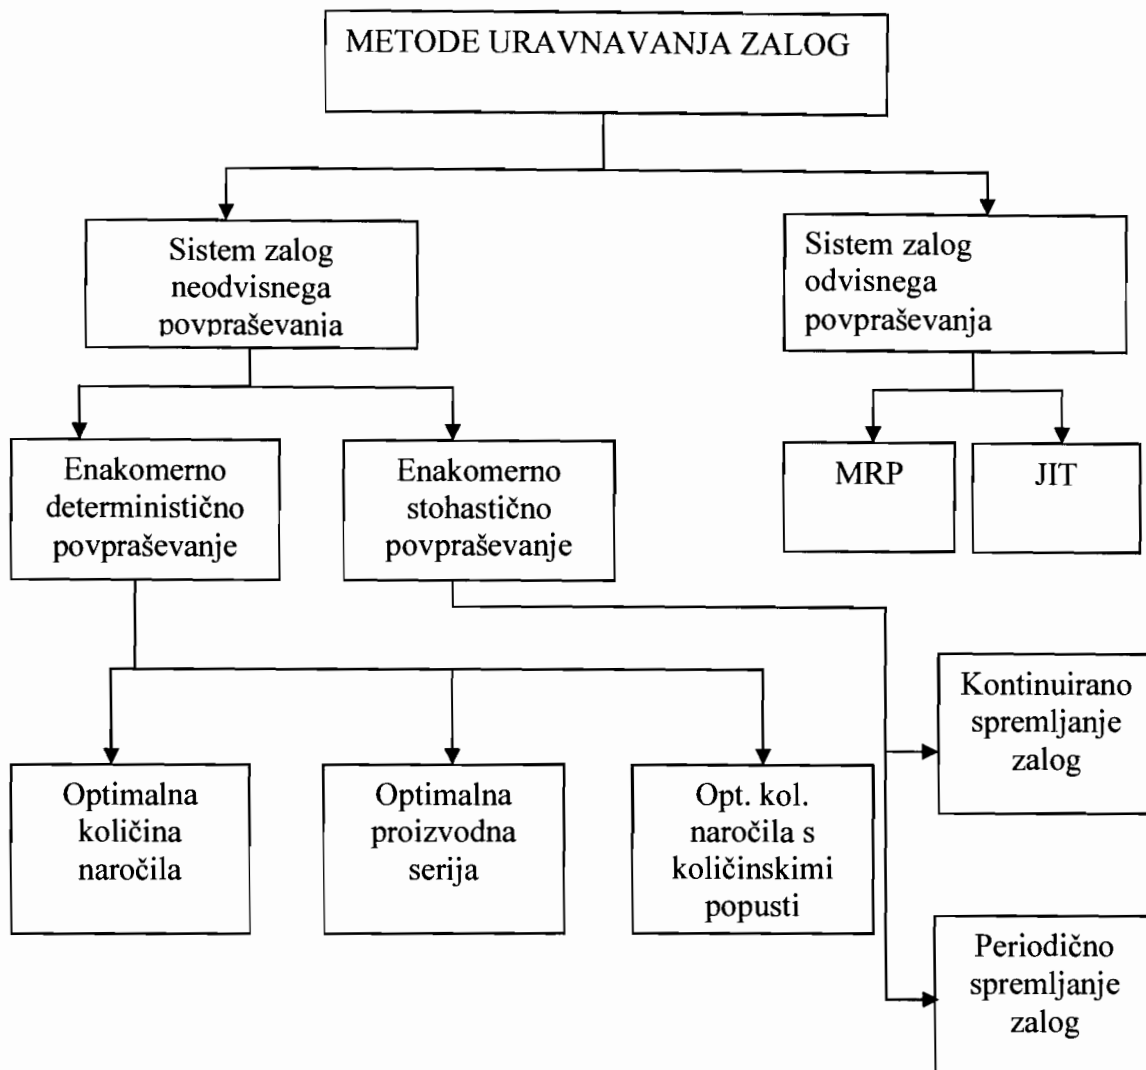 METODE URAVNAVANJA ZALOG
Sistem zalog
neodvisnega
povpraševanja
Sistem zalog
odvisnega
povpraševanja
Enakomerno
deterministično
povpraševanje
Enakomerno
stohastično
povpraševanje
MRP
JIT
Optimalna
količina
naročila
Optimalna
proizvodna
serija
Opt. kol.
naročila s
količinskimi
popusti
Kontinuirano
spremljanje
zalog
Periodično
spremljanje
zalog